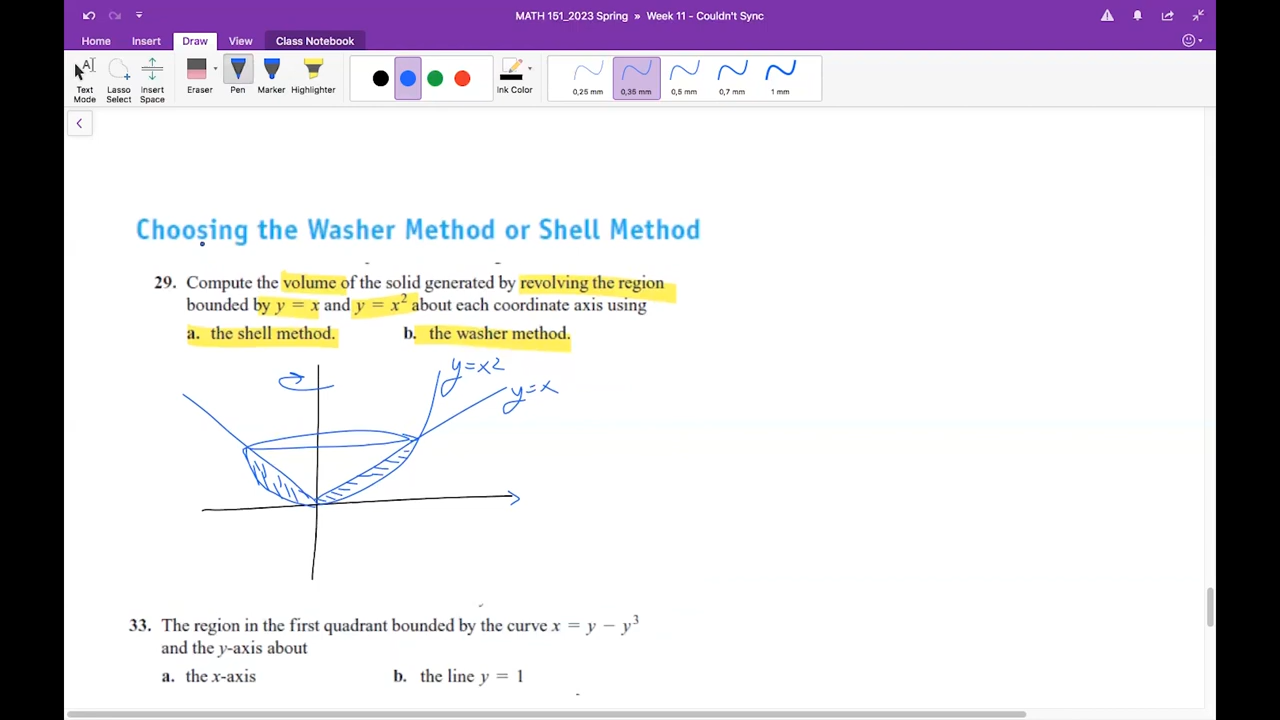 MATH 151_2023 Spring » Week 11 - Couldn't Sync
Home Insert Draw View Class Notebook
Text Mode
Lasso Select
Insert Space
Eraser
Pen
Marker
Highlighter
Ink Color
0,25 mm
0,35 mm
0,5 mm
0,7 mm
1 mm
Choosing the Washer Method or Shell Method
29. Compute the volume of the solid generated by revolving the region
bounded by y = x and y = x² about each coordinate axis using
a. the shell method. b. the washer method.
y=x2
y=x
33. The region in the first quadrant bounded by the curve x = y − y³
and the y-axis about
a. the x-axis b. the line y = 1